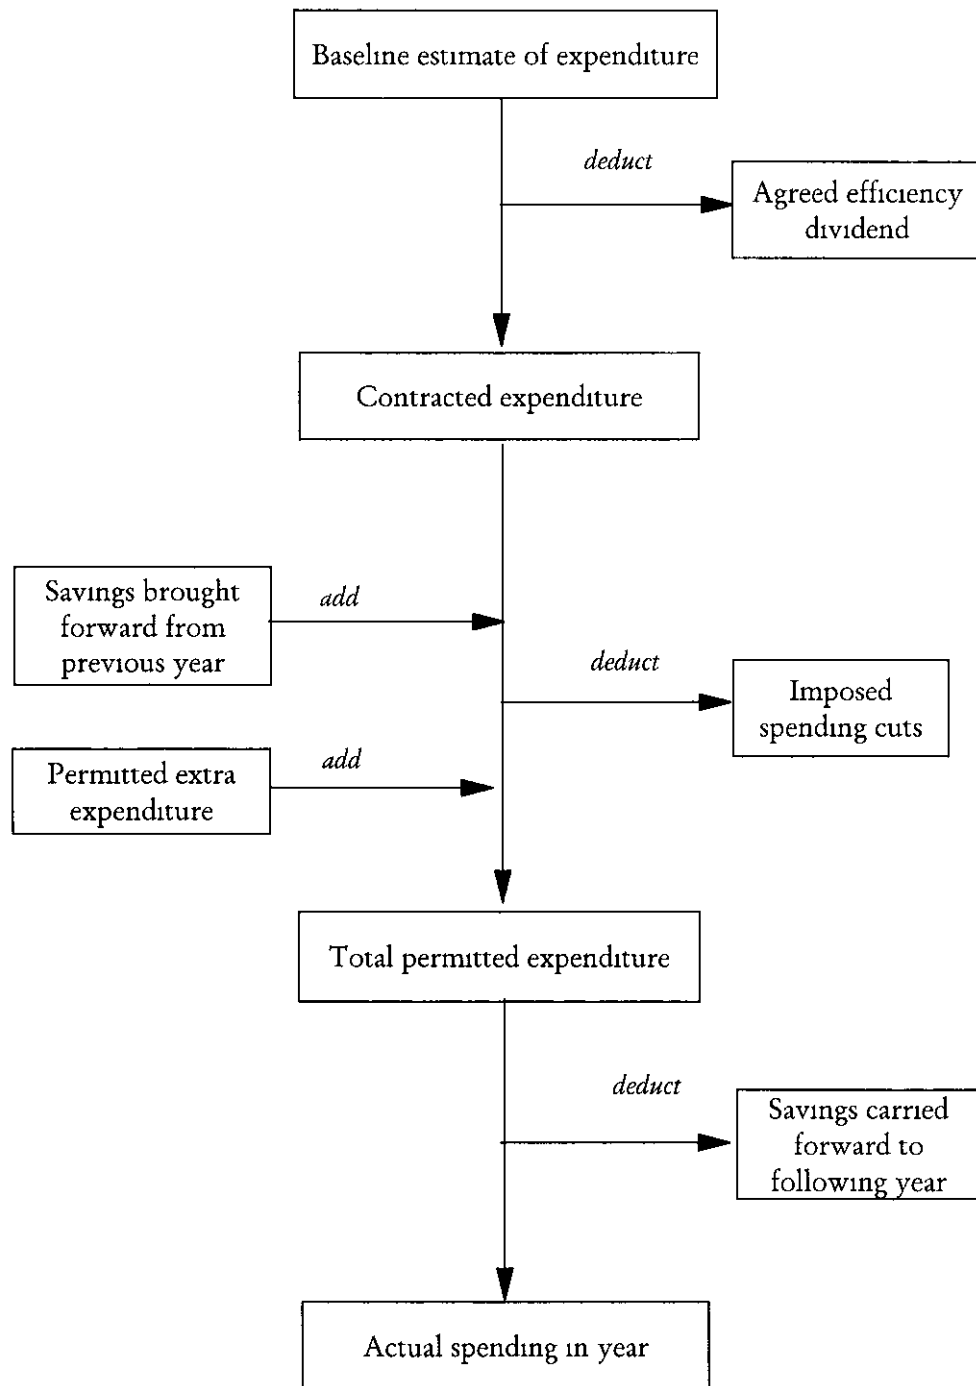 Baseline estimate of expenditure
deduct
Agreed efficiency
dividend
Contracted expenditure
Savings brought
forward from
previous year
add
deduct
Imposed
spending cuts
Permitted extra
expenditure
add
Total permitted expenditure
deduct
Savings carried
forward to
following year
Actual spending in year